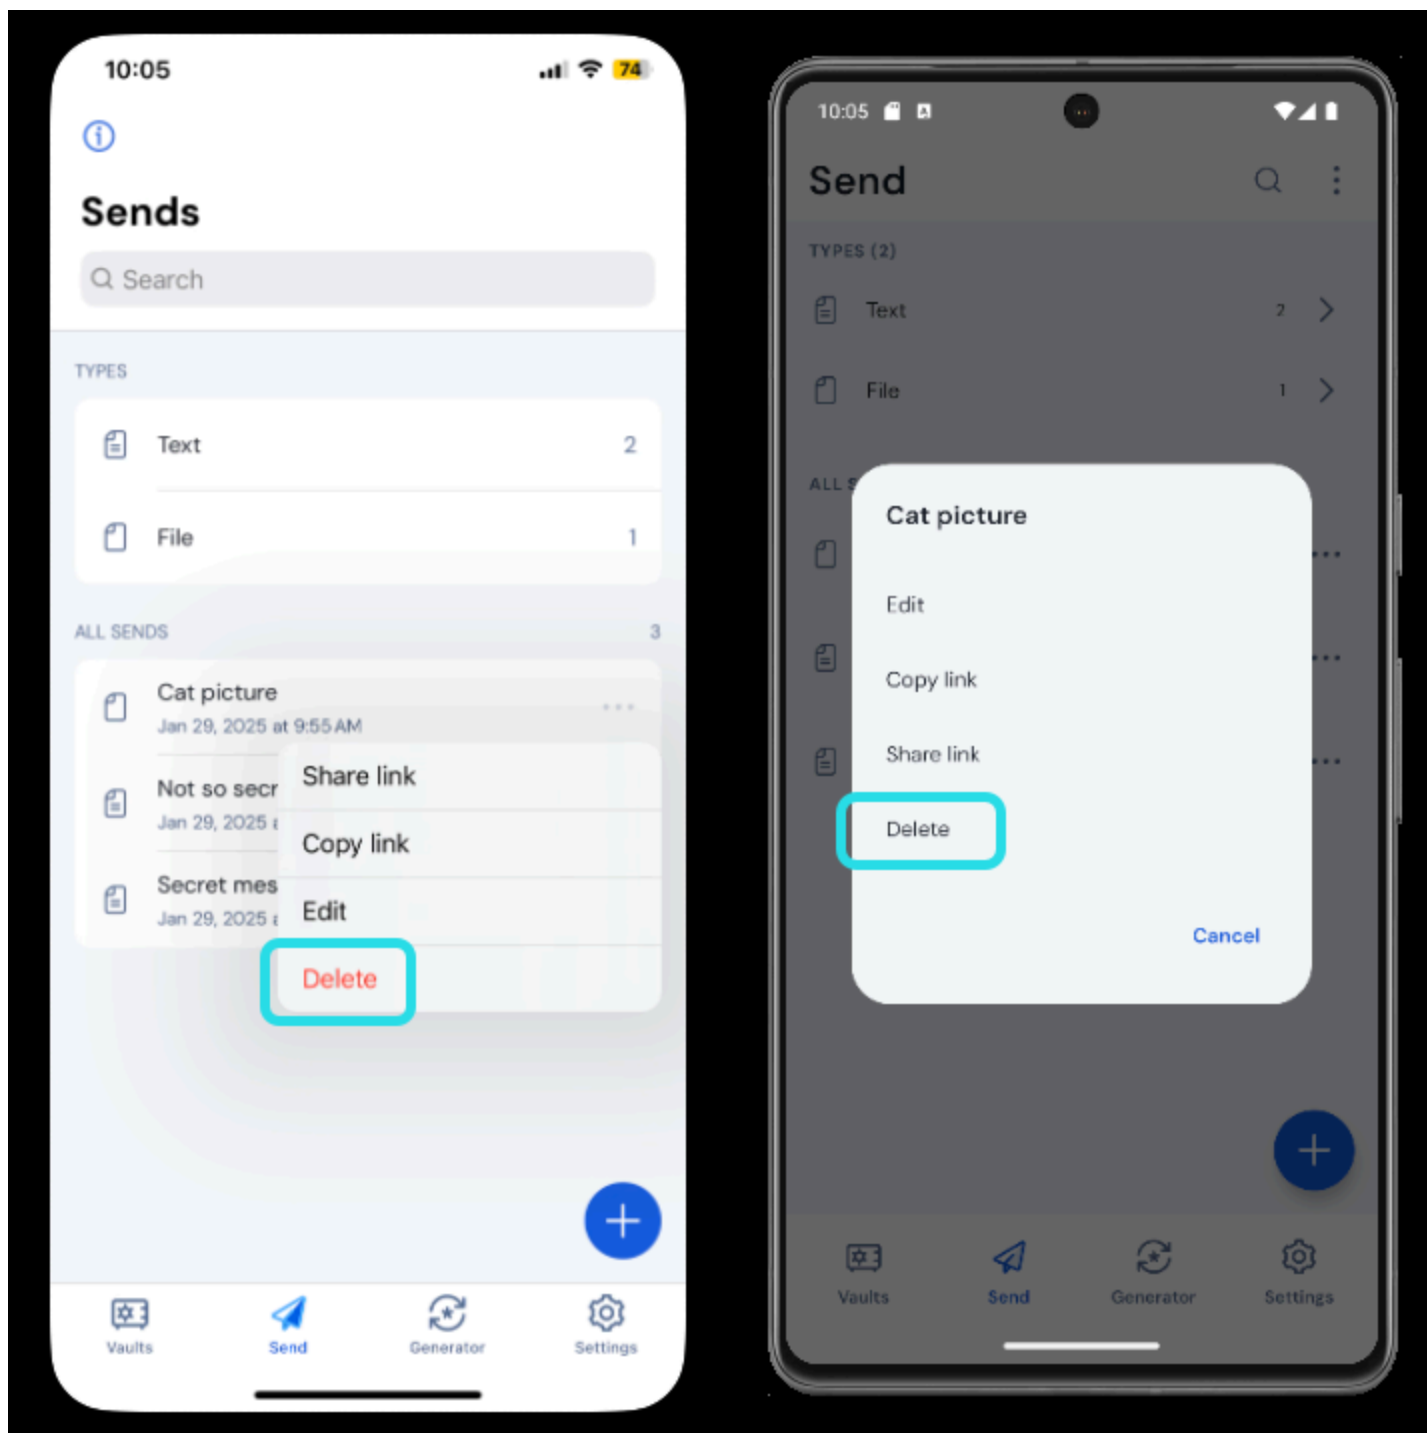 10:05
74
Sends
Search
TYPES
Text 2
File 1
ALL SENDS 3
Cat picture
Jan 29, 2025 at 9:55 AM
Not so secr
Jan 29, 2025
Secret mes
Jan 29, 2025
Share link
Copy link
Edit
Delete
Vaults
Send
Generator
Settings
10:05
Send
TYPES (2)
Text 2
File 1
ALL S
Cat picture
Edit
Copy link
Share link
Delete
Cancel
Vaults
Send
Generator
Settings